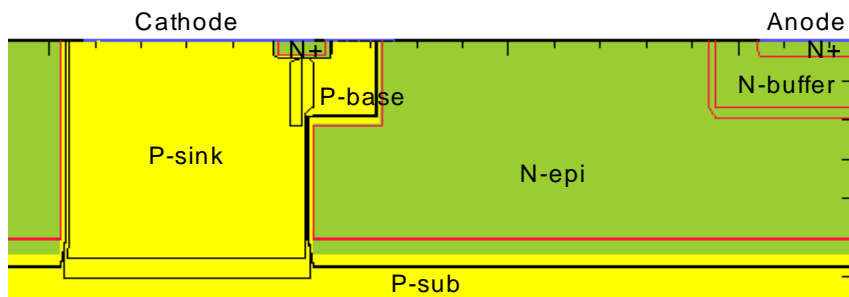 Cathode
Anode
N+
N+
N-buffer
P-base
P-sink
N-epi
P-sub